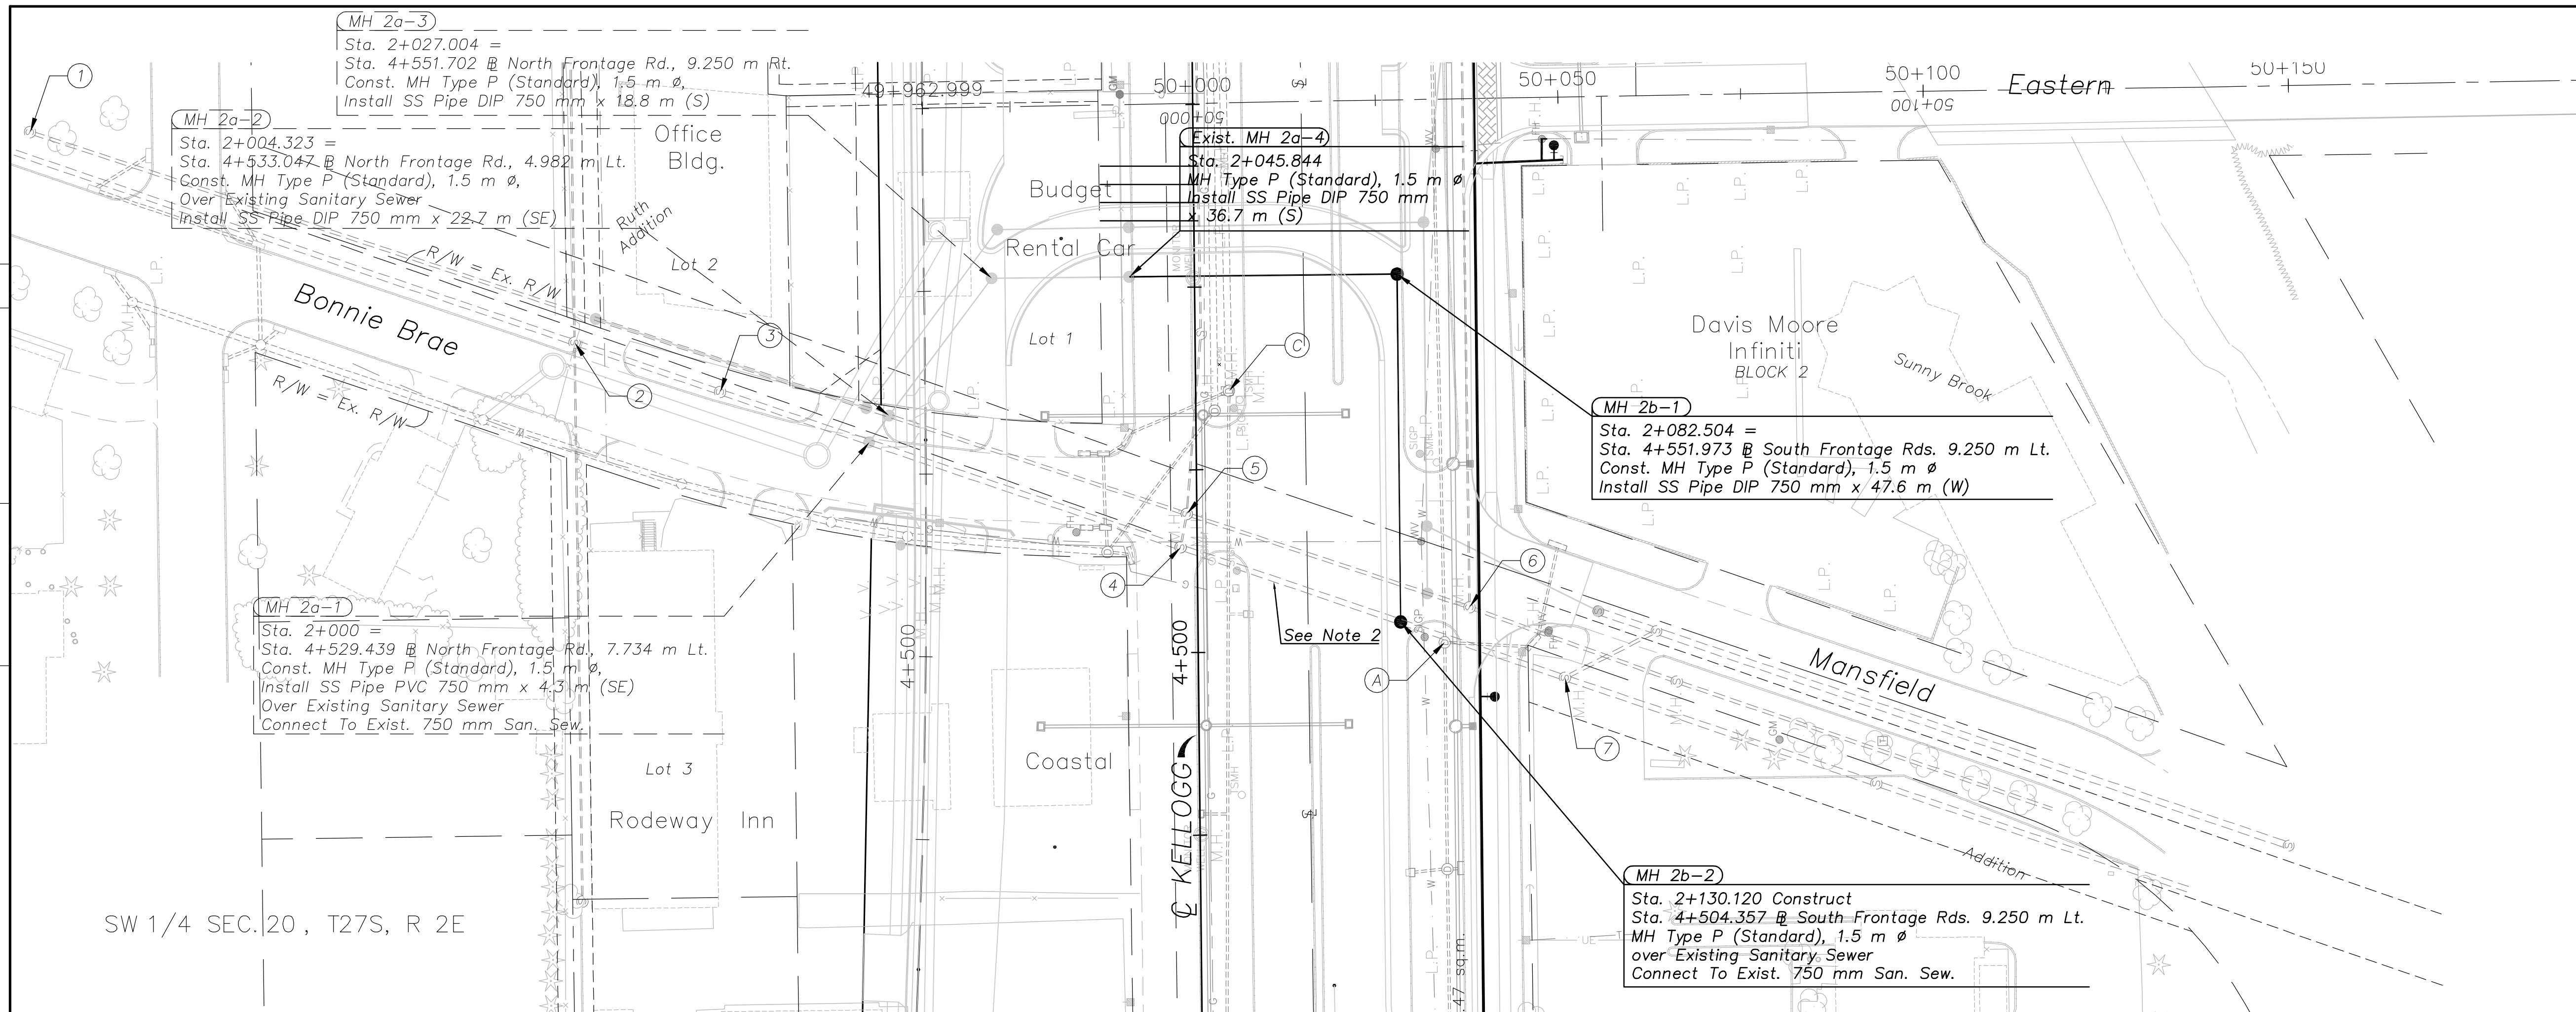 MH 2a-3
Sta. 2+027.004 =
Sta. 4+551.702 ℄ North Frontage Rd., 9.250 m Rt.
Const. MH Type P (Standard), 1.5 m ø,
Install SS Pipe DIP 750 mm x 18.8 m (S)
MH 2a-2
Sta. 2+004.323 =
Sta. 4+533.047 ℄ North Frontage Rd., 4.982 m Lt.
Const. MH Type P (Standard), 1.5 m ø,
Over Existing Sanitary Sewer
Install SS Pipe DIP 750 mm x 22.7 m (SE)
Exist. MH 2a-4
Sta. 2+045.844
MH Type P (Standard), 1.5 m ø
Install SS Pipe DIP 750 mm
x 36.7 m (S)
49+962.999
50+000
50+000
50+050
50+100
50+100
50+150
Eastern
Office
Bldg.
Ruth
Addition
Lot 2
Budget
Rental Car
Lot 1
R/W = Ex. R/W
Bonnie Brae
R/W = Ex. R/W
1
2
3
4
5
6
7
A
C
Davis Moore
Infiniti
BLOCK 2
Sunny Brook
MH 2b-1
Sta. 2+082.504 =
Sta. 4+551.973 ℄ South Frontage Rds. 9.250 m Lt.
Const. MH Type P (Standard), 1.5 m ø
Install SS Pipe DIP 750 mm x 47.6 m (W)
MH 2a-1
Sta. 2+000 =
Sta. 4+529.439 ℄ North Frontage Rd., 7.734 m Lt.
Const. MH Type P (Standard), 1.5 m ø,
Install SS Pipe PVC 750 mm x 4.3 m (SE)
Over Existing Sanitary Sewer
Connect To Exist. 750 mm San. Sew.
See Note 2
4+500
4+500
℄ KELLOGG
Mansfield
Lot 3
Rodeway Inn
Coastal
Addition
MH 2b-2
Sta. 2+130.120 Construct
Sta. 4+504.357 ℄ South Frontage Rds. 9.250 m Lt.
MH Type P (Standard), 1.5 m ø
over Existing Sanitary Sewer
Connect To Exist. 750 mm San. Sew.
SW 1/4 SEC. 20, T27S, R 2E
47 sq.m.